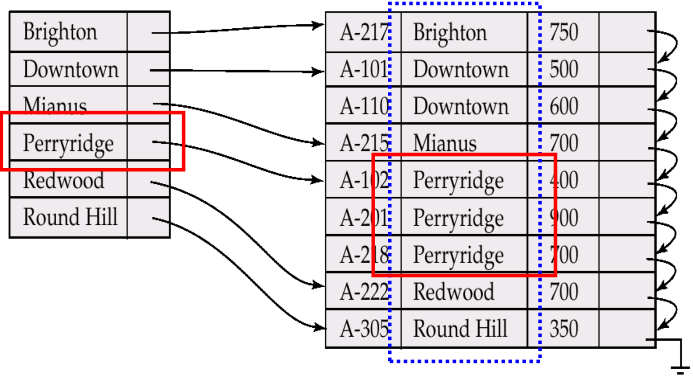 Brighton
Downtown
Mianus
Perryridge
Redwood
Round Hill
A-217 Brighton 750
A-101 Downtown 500
A-110 Downtown 600
A-215 Mianus 700
A-102 Perryridge 400
A-201 Perryridge 900
A-218 Perryridge 700
A-222 Redwood 700
A-305 Round Hill 350